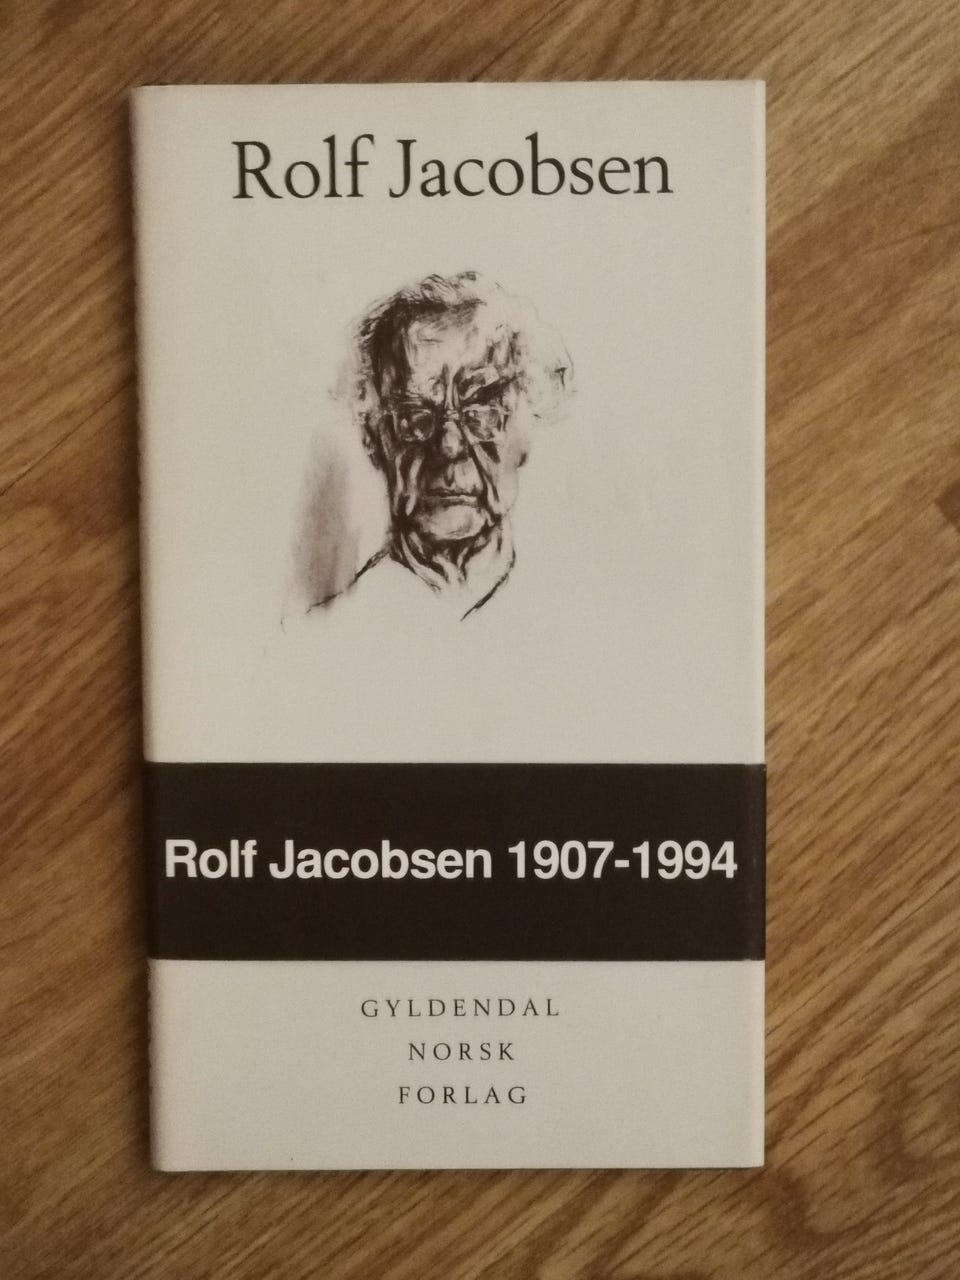 Rolf Jacobsen
Rolf Jacobsen 1907-1994
GYLDENDAL
NORSK
FORLAG